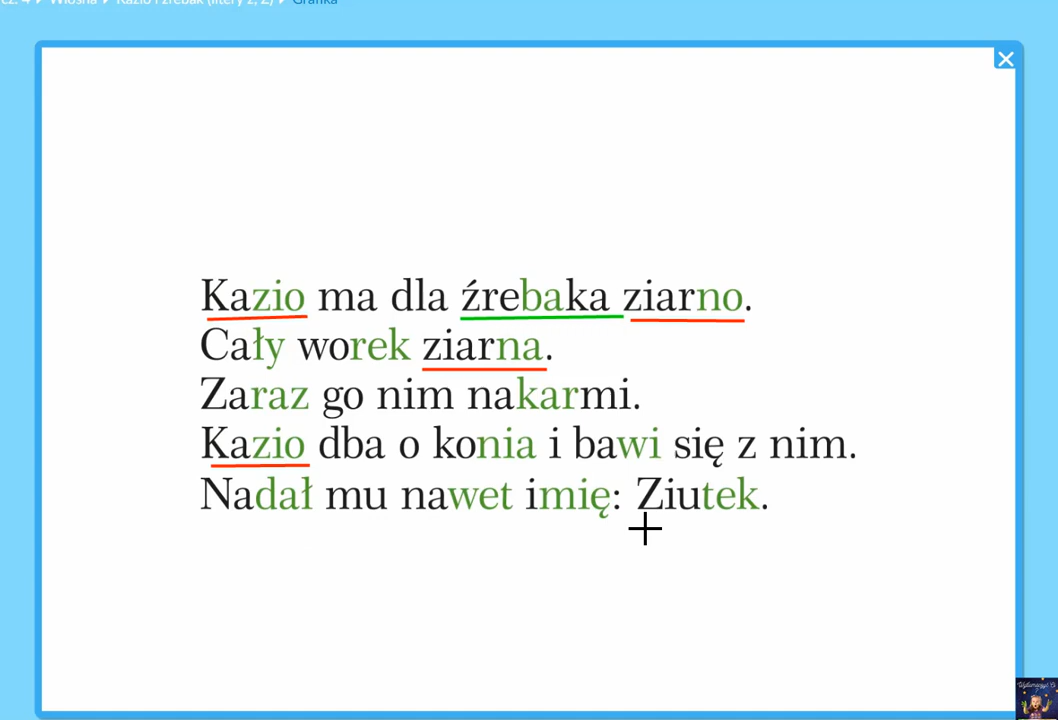 Kazio ma dla źrebaka ziarno.
Cały worek ziarna.
Zaraz go nim nakarmi.
Kazio dba o konia i bawi się z nim.
Nadał mu nawet imię: Ziutek.